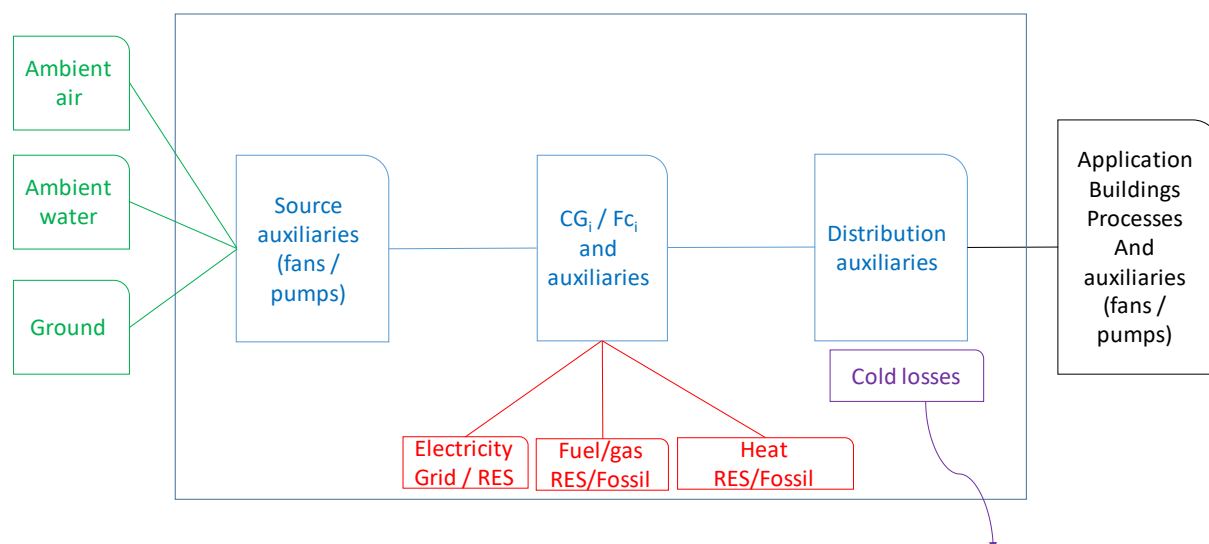 Ambient
air
Ambient
water
Ground
Source
auxiliaries
(fans /
pumps)
CGi / Fci
and
auxiliaries
Distribution
auxiliaries
Application
Buildings
Processes
And
auxiliaries
(fans /
pumps)
Cold losses
Electricity
Grid / RES
Fuel/gas
RES/Fossil
Heat
RES/Fossil